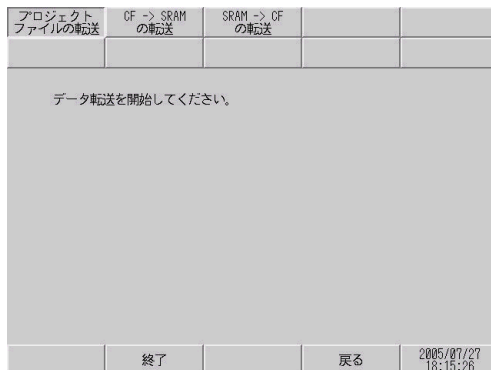 プロジェクト
ファイルの転送
CF -> SRAM
の転送
SRAM -> CF
の転送
データ転送を開始してください。
終了
戻る
2005/07/27
18:15:26